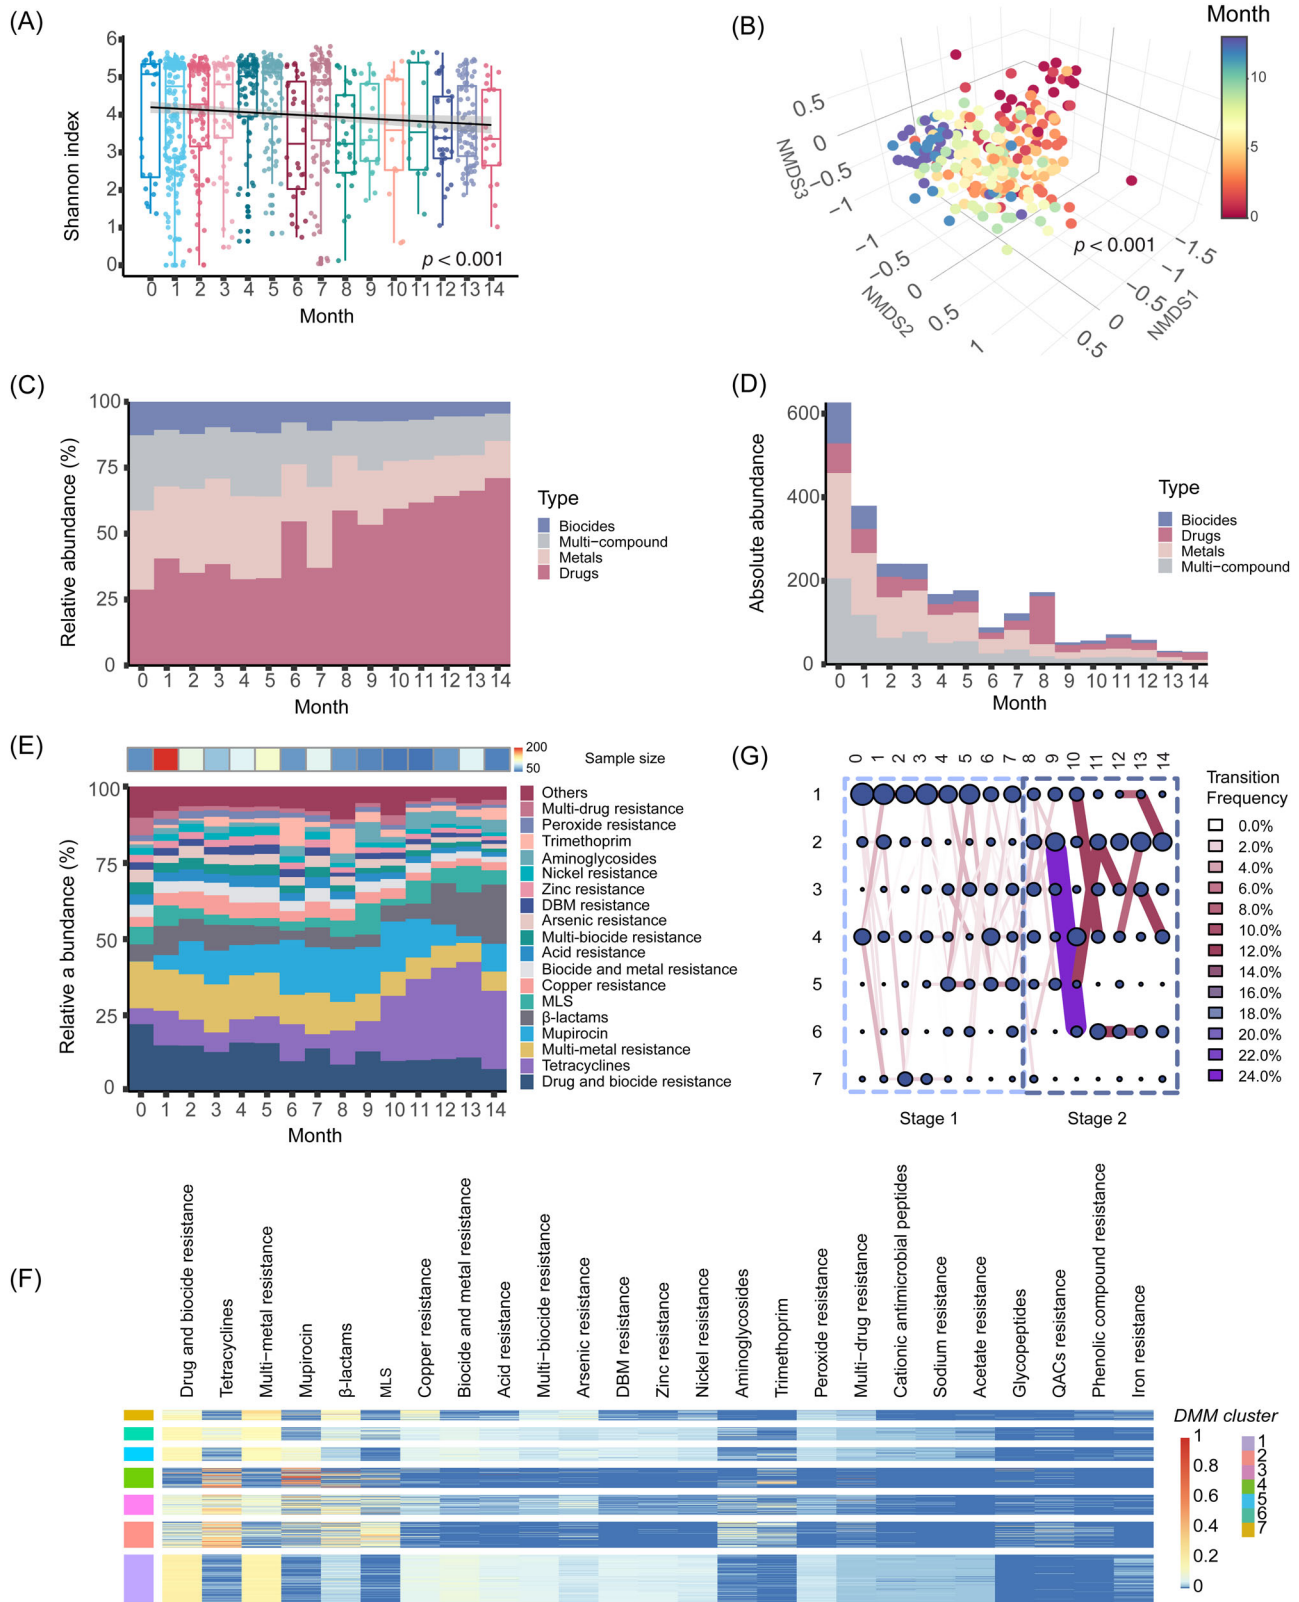 (A)
Shannon index
6
5
4
3
2
1
0
p < 0.001
0 1 2 3 4 5 6 7 8 9 10 11 12 13 14
Month
(B)
Month
10
5
0
0.5
0
−0.5
−1
NMDS3
−1
−0.5
0
0.5
1
NMDS2
p < 0.001
−1.5
−1
−0.5
0
0.5
NMDS1
(C)
Relative abundance (%)
100
75
50
25
0
0 1 2 3 4 5 6 7 8 9 10 11 12 13 14
Month
Type
Biocides
Multi−compound
Metals
Drugs
(D)
Absolute abundance
600
400
200
0
0 1 2 3 4 5 6 7 8 9 10 11 12 13 14
Month
Type
Biocides
Drugs
Metals
Multi−compound
(E)
200
50
Sample size
Relative a bundance (%)
100
75
50
25
0
0 1 2 3 4 5 6 7 8 9 10 11 12 13 14
Month
Others
Multi-drug resistance
Peroxide resistance
Trimethoprim
Aminoglycosides
Nickel resistance
Zinc resistance
DBM resistance
Arsenic resistance
Multi-biocide resistance
Acid resistance
Biocide and metal resistance
Copper resistance
MLS
β-lactams
Mupirocin
Multi-metal resistance
Tetracyclines
Drug and biocide resistance
(G)
0 1 2 3 4 5 6 7 8 9 10 11 12 13 14
1
2
3
4
5
6
7
Stage 1
Stage 2
Transition
Frequency
0.0%
2.0%
4.0%
6.0%
8.0%
10.0%
12.0%
14.0%
16.0%
18.0%
20.0%
22.0%
24.0%
(F)
Drug and biocide resistance
Tetracyclines
Multi-metal resistance
Mupirocin
β-lactams
MLS
Copper resistance
Biocide and metal resistance
Acid resistance
Multi-biocide resistance
Arsenic resistance
DBM resistance
Zinc resistance
Nickel resistance
Aminoglycosides
Trimethoprim
Peroxide resistance
Multi-drug resistance
Cationic antimicrobial peptides
Sodium resistance
Acetate resistance
Glycopeptides
QACs resistance
Phenolic compound resistance
Iron resistance
DMM cluster
1
0.8
0.6
0.4
0.2
0
1
2
3
4
5
6
7